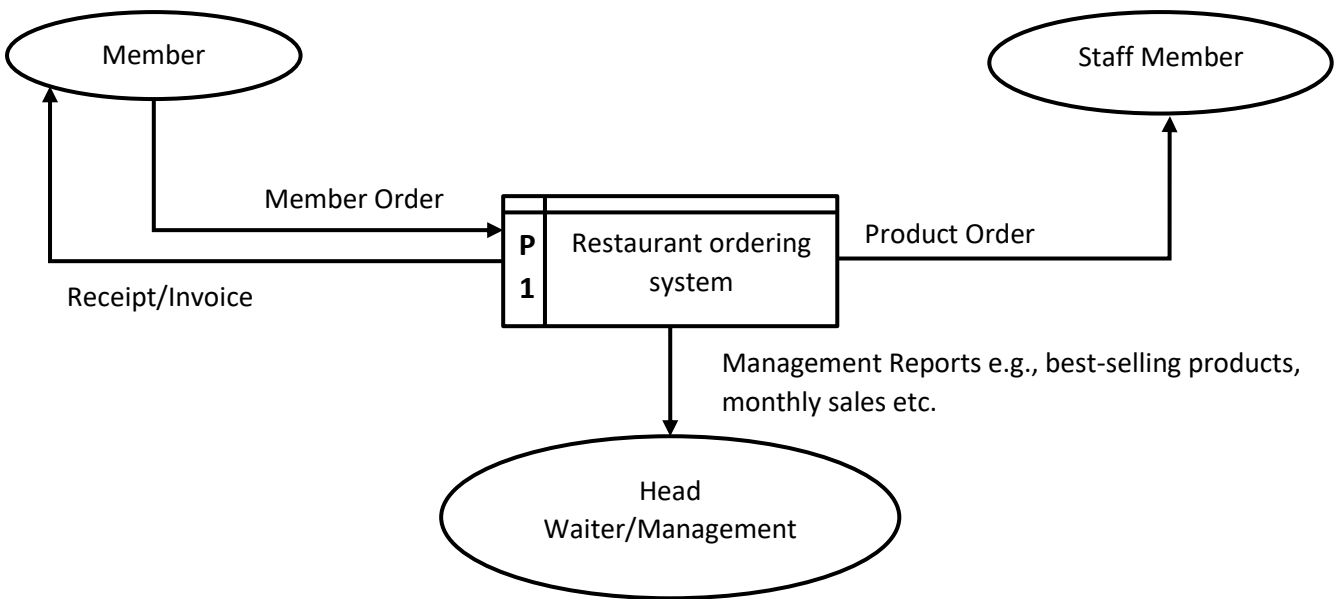 Member
Staff Member
Member Order
P
1
Restaurant ordering
system
Product Order
Receipt/Invoice
Management Reports e.g., best-selling products,
monthly sales etc.
Head
Waiter/Management